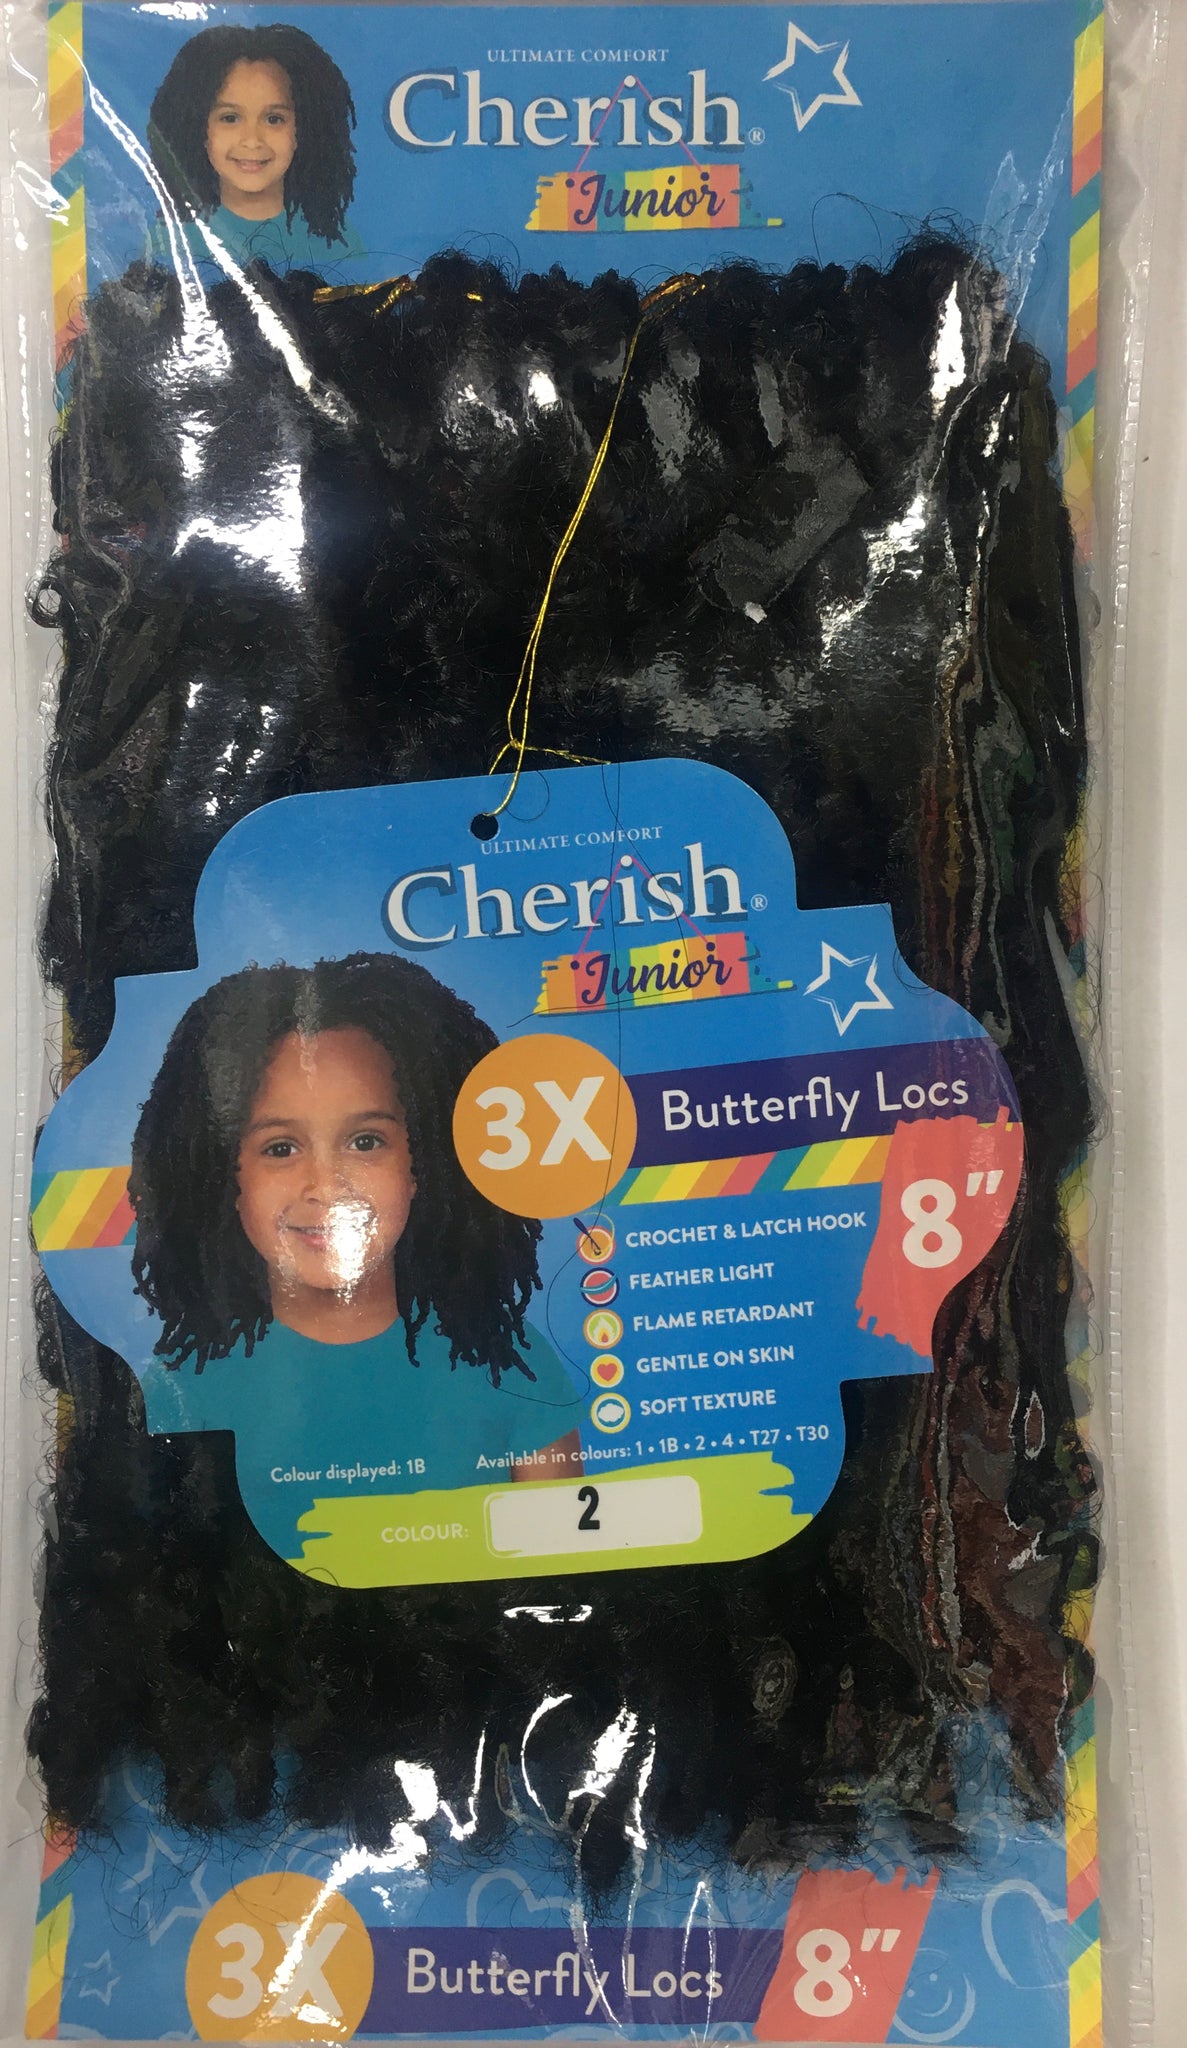 ULTIMATE COMFORT
Cherish®
Junior
ULTIMATE COMFORT
Cherish®
Junior
3X
Butterfly Locs
8"
CROCHET & LATCH HOOK
FEATHER LIGHT
FLAME RETARDANT
GENTLE ON SKIN
SOFT TEXTURE
Colour displayed: 1B
Available in colours: 1 • 1B • 2 • 4 • T27 • T30
COLOUR: 2
3X
Butterfly Locs
8"